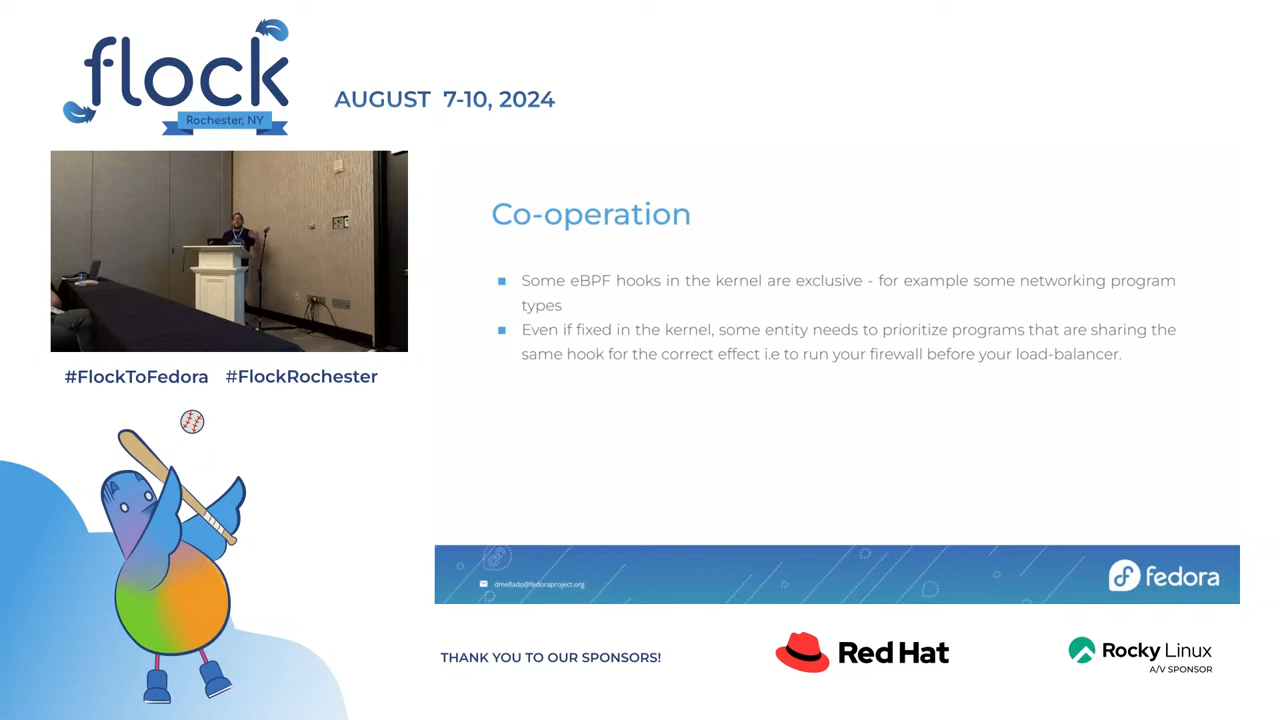 flock
Rochester, NY
AUGUST 7-10, 2024
Co-operation
Some eBPF hooks in the kernel are exclusive - for example some networking program
types
Even if fixed in the kernel, some entity needs to prioritize programs that are sharing the
same hook for the correct effect i.e to run your firewall before your load-balancer.
#FlockToFedora #FlockRochester
dmellado@fedoraproject.org
fedora
THANK YOU TO OUR SPONSORS!
Red Hat
Rocky Linux
A/V SPONSOR